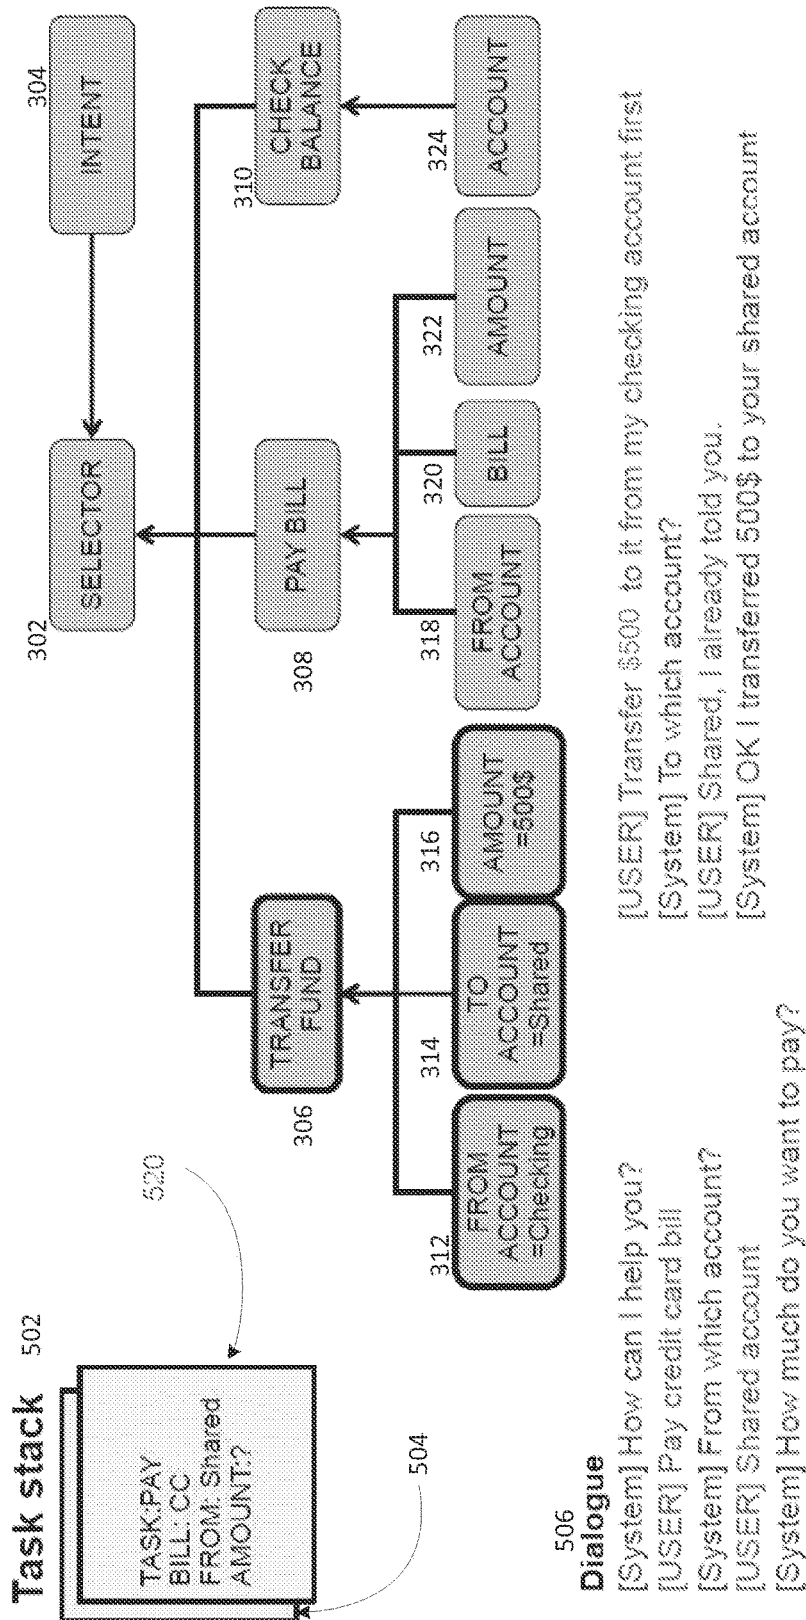 Task stack 502
520
TASK:PAY
BILL: CC
FROM: Shared
AMOUNT:?
504
302
SELECTOR
304
INTENT
306
TRANSFER
FUND
308
PAY BILL
310
CHECK
BALANCE
312
FROM
ACCOUNT
=Checking
314
TO
ACCOUNT
=Shared
316
AMOUNT
=500$
318
FROM
ACCOUNT
320
BILL
322
AMOUNT
324
ACCOUNT
506
Dialogue
[System] How can I help you?
[USER] Pay credit card bill
[System] From which account?
[USER] Shared account
[System] How much do you want to pay?
[USER] Transfer $500 to it from my checking account first
[System] To which account?
[USER] Shared, I already told you.
[System] OK I transferred 500$ to your shared account